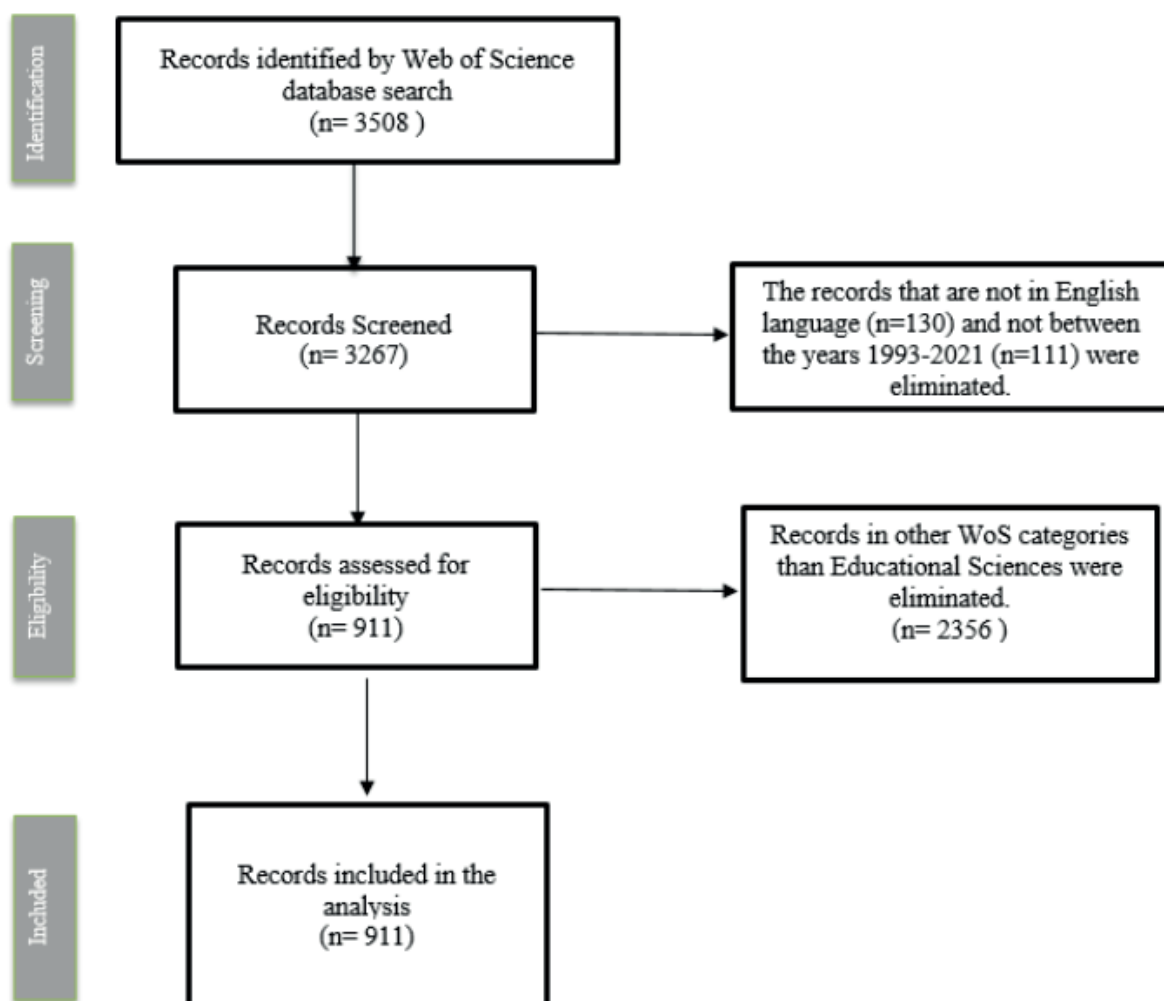 Identification
Records identified by Web of Science
database search
(n= 3508 )
Screening
Records Screened
(n= 3267)
The records that are not in English
language (n=130) and not between
the years 1993-2021 (n=111) were
eliminated.
Eligibility
Records assessed for
eligibility
(n= 911)
Records in other WoS categories
than Educational Sciences were
eliminated.
(n= 2356 )
Included
Records included in the
analysis
(n= 911)